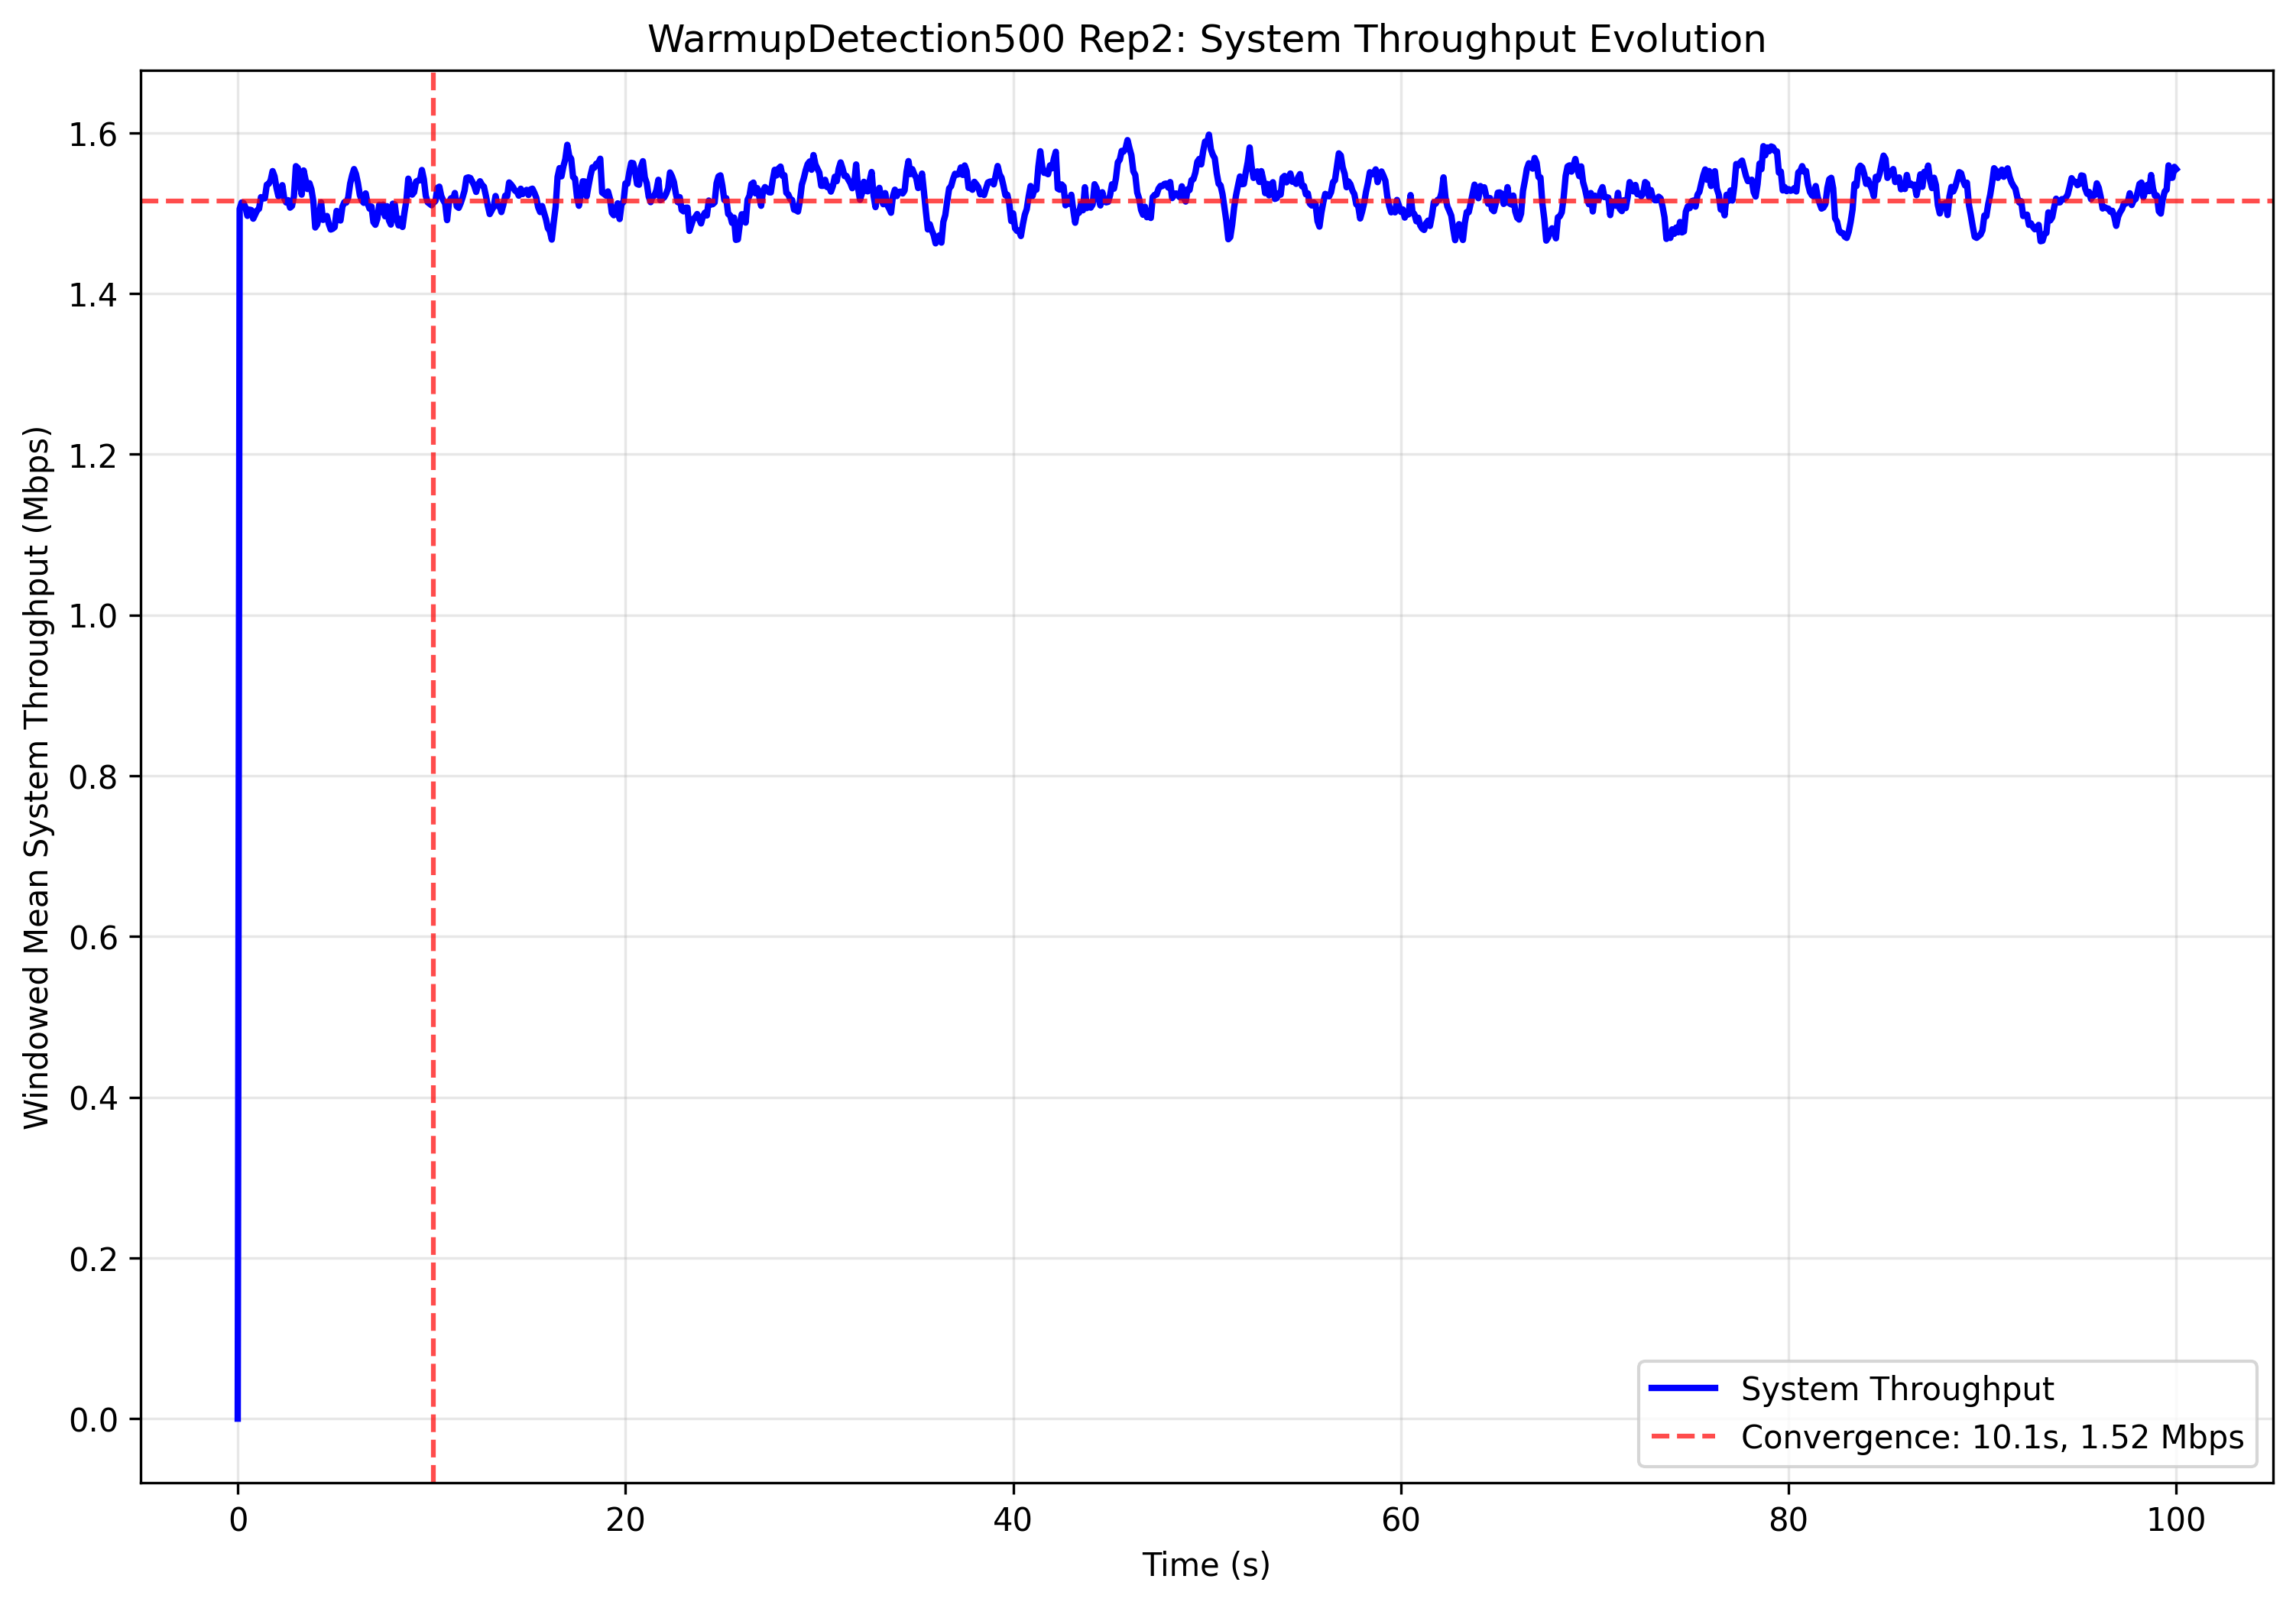 WarmupDetection500 Rep2: System Throughput Evolution
Windowed Mean System Throughput (Mbps)
1.6
1.4
1.2
1.0
0.8
0.6
0.4
0.2
0.0
0 20 40 60 80 100
Time (s)
System Throughput
Convergence: 10.1s, 1.52 Mbps